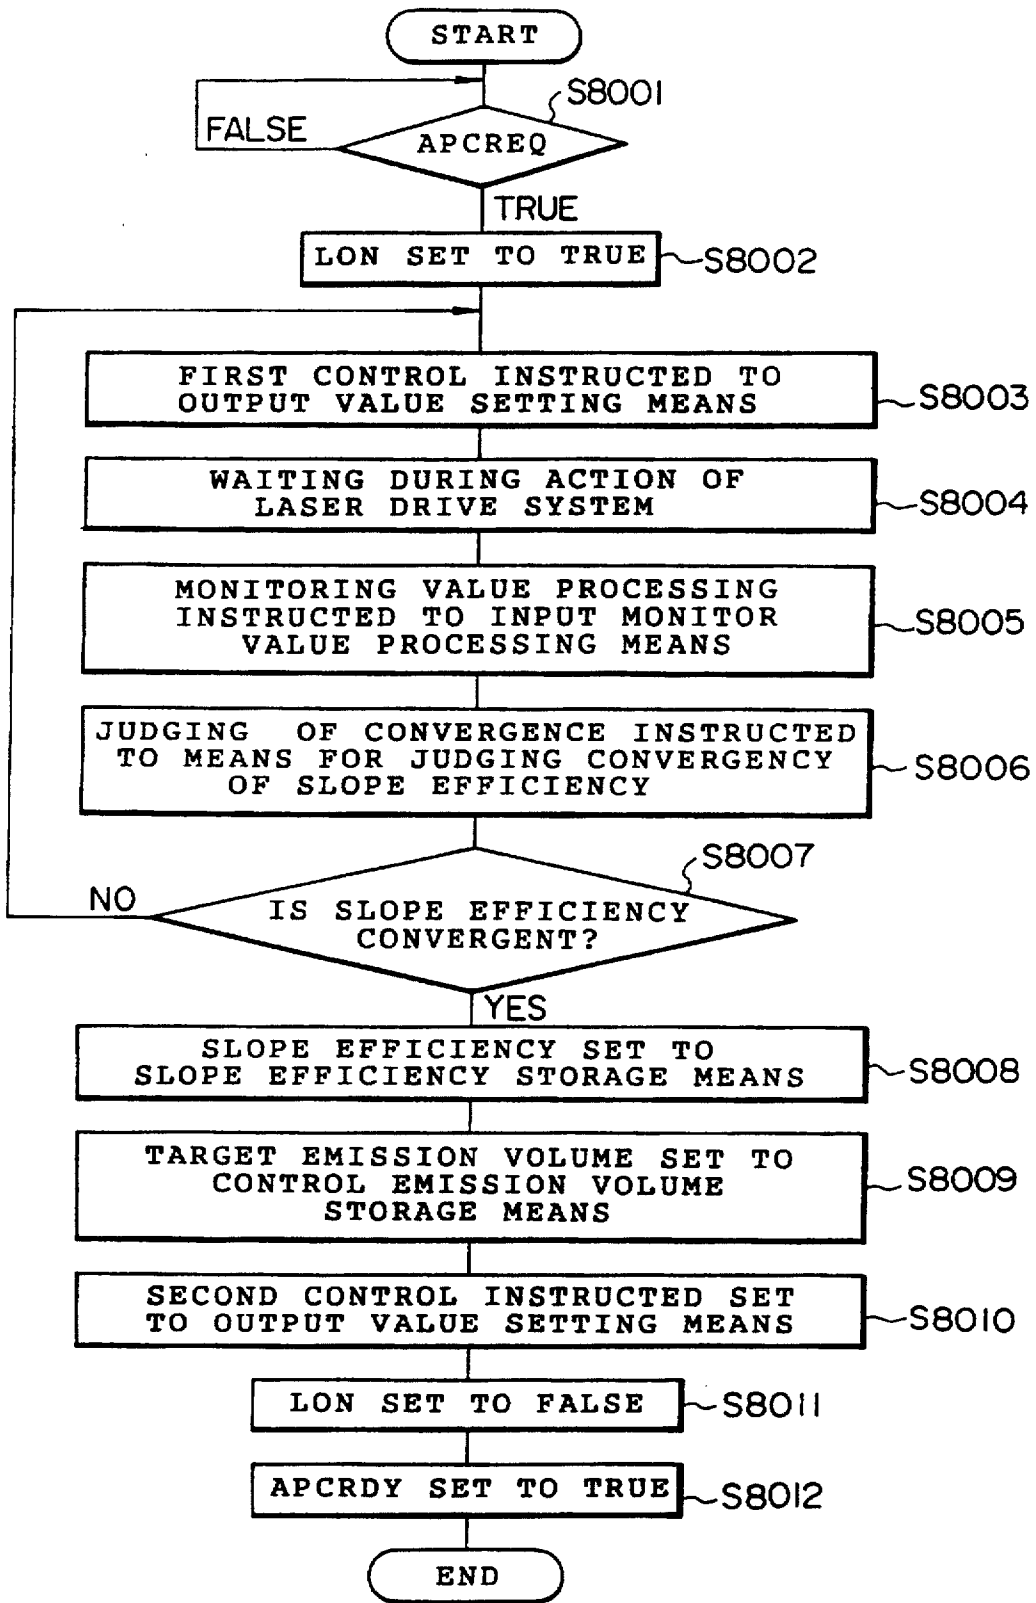 START
S8001
FALSE
APCREQ
TRUE
LON SET TO TRUE
S8002
FIRST CONTROL INSTRUCTED TO
OUTPUT VALUE SETTING MEANS
S8003
WAITING DURING ACTION OF
LASER DRIVE SYSTEM
S8004
MONITORING VALUE PROCESSING
INSTRUCTED TO INPUT MONITOR
VALUE PROCESSING MEANS
S8005
JUDGING OF CONVERGENCE INSTRUCTED
TO MEANS FOR JUDGING CONVERGENCY
OF SLOPE EFFICIENCY
S8006
S8007
NO
IS SLOPE EFFICIENCY
CONVERGENT?
YES
SLOPE EFFICIENCY SET TO
SLOPE EFFICIENCY STORAGE MEANS
S8008
TARGET EMISSION VOLUME SET TO
CONTROL EMISSION VOLUME
STORAGE MEANS
S8009
SECOND CONTROL INSTRUCTED SET
TO OUTPUT VALUE SETTING MEANS
S8010
LON SET TO FALSE
S8011
APCRDY SET TO TRUE
S8012
END